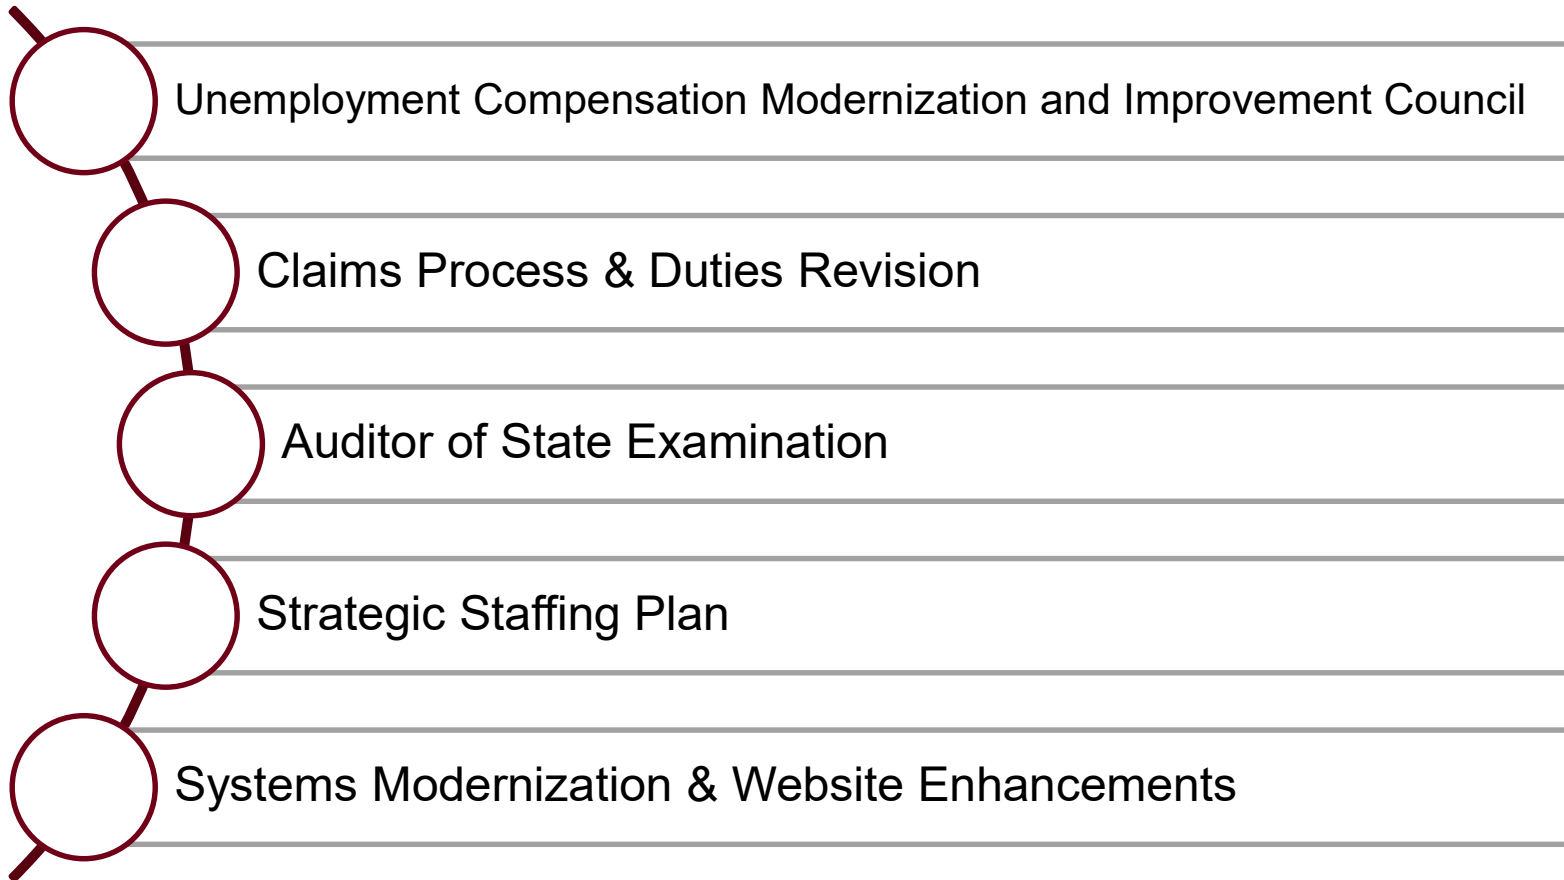 Unemployment Compensation Modernization and Improvement Council
Claims Process & Duties Revision
Auditor of State Examination
Strategic Staffing Plan
Systems Modernization & Website Enhancements